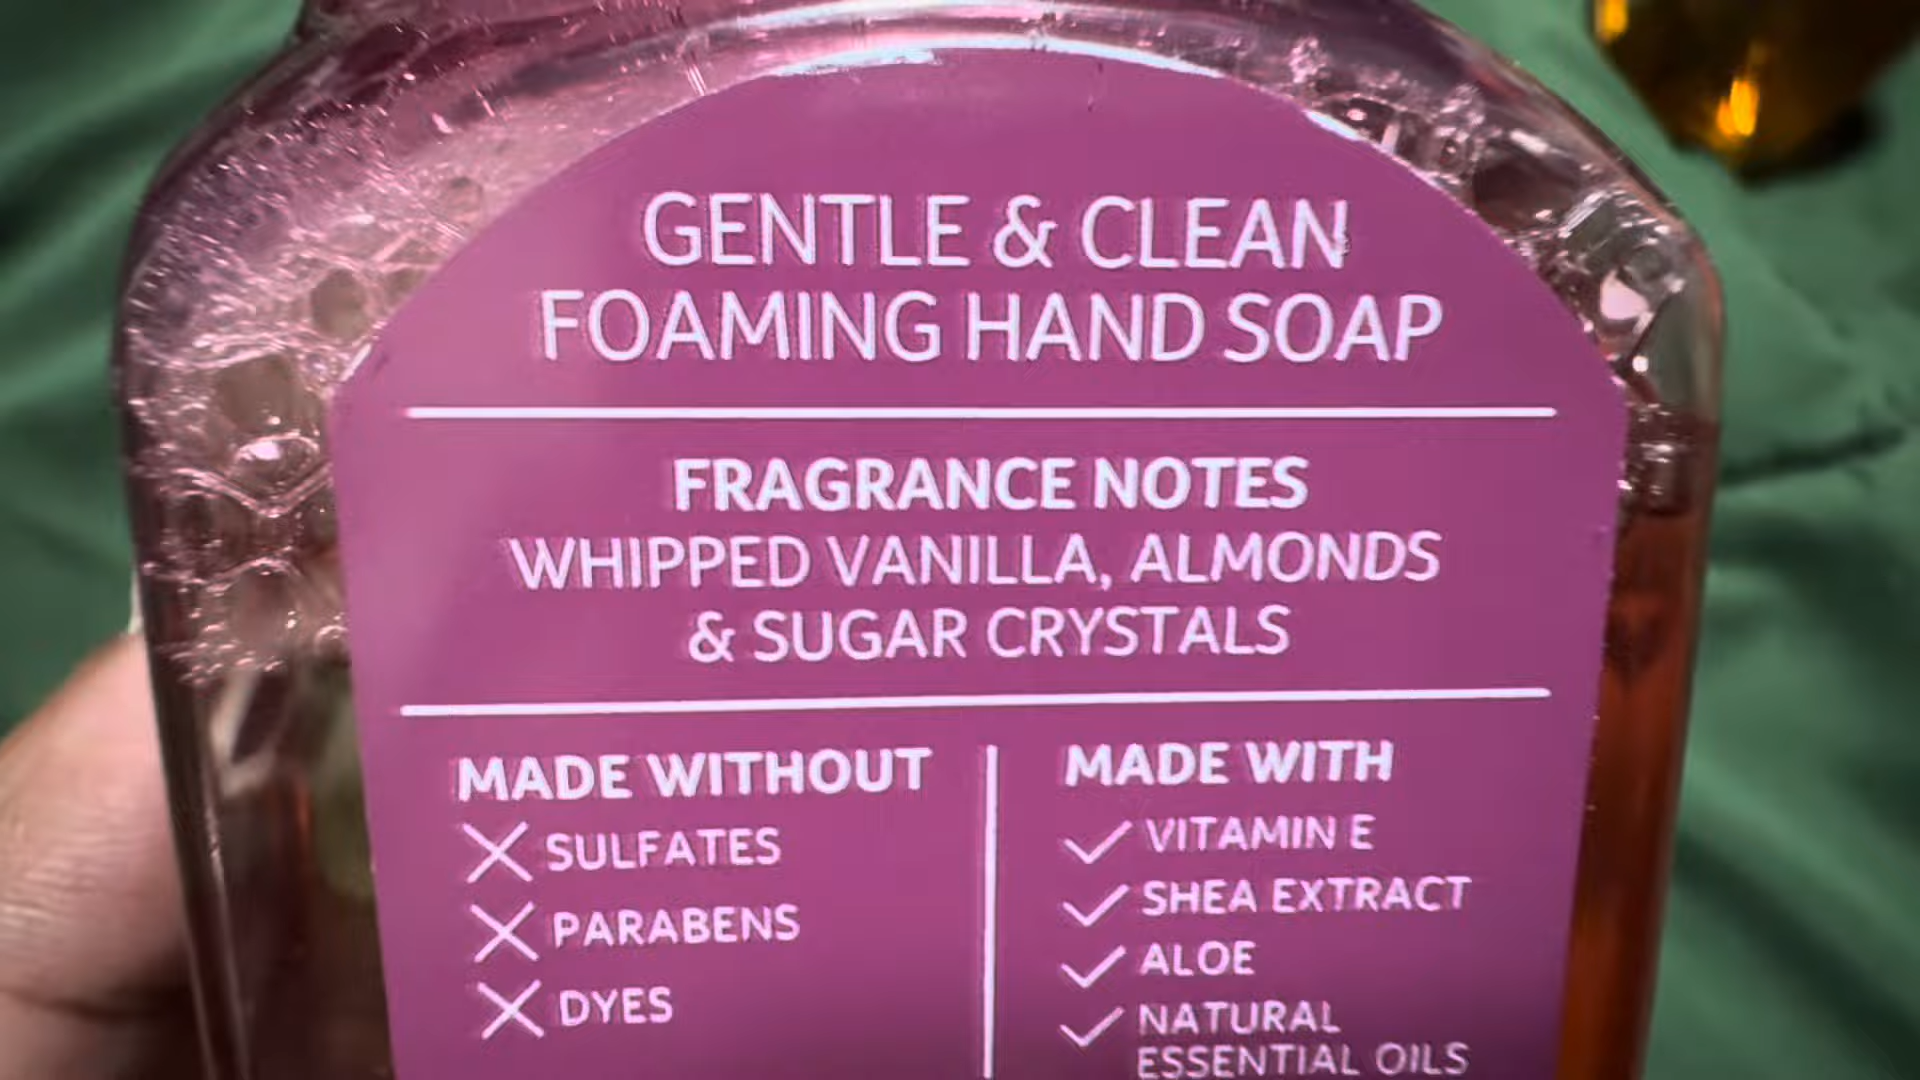 GENTLE & CLEAN
FOAMING HAND SOAP
FRAGRANCE NOTES
WHIPPED VANILLA, ALMONDS
& SUGAR CRYSTALS
MADE WITHOUT
SULFATES
PARABENS
DYES
MADE WITH
VITAMIN E
SHEA EXTRACT
ALOE
NATURAL
ESSENTIAL OILS